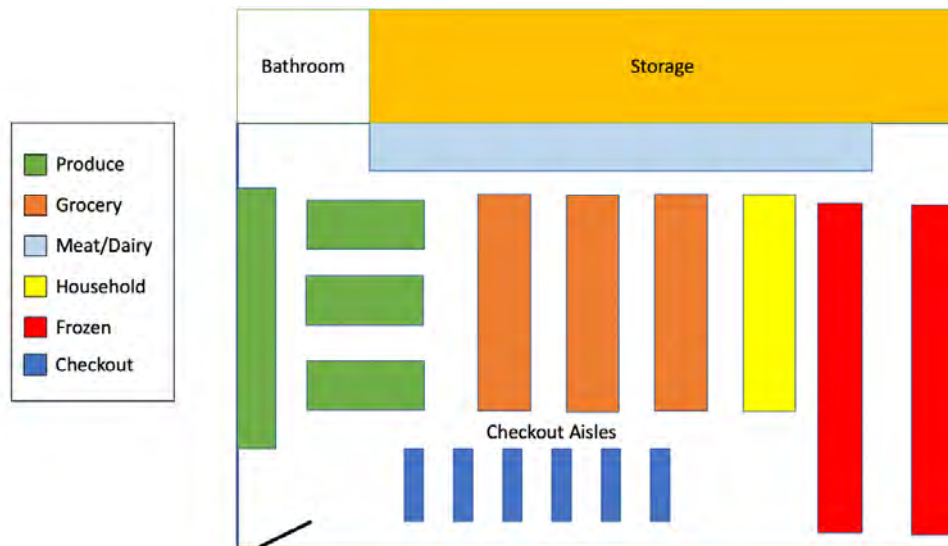 Bathroom
Storage
Produce
Grocery
Meat/Dairy
Household
Frozen
Checkout
Checkout Aisles